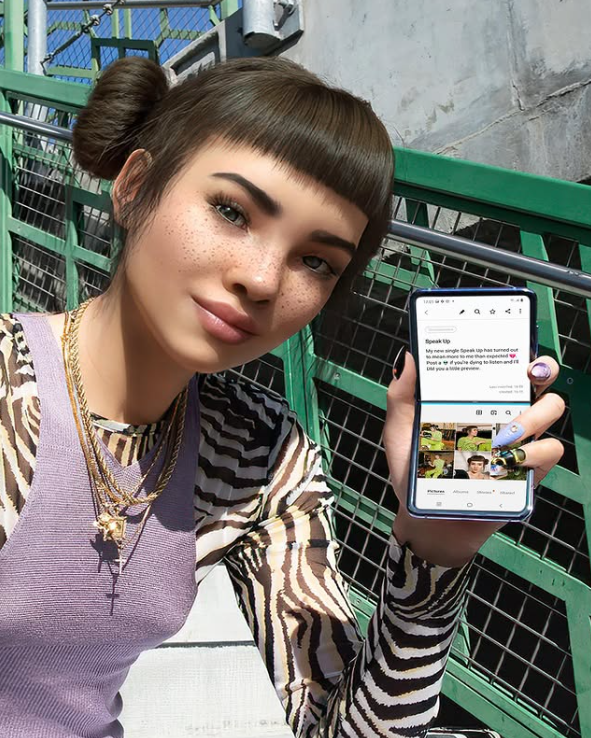 Speak Up
My new single Speak Up has turned out
to mean more to me than expected 💖
Post a 👽 if you're dying to listen and I'll
DM you a little preview.
Pictures Albums